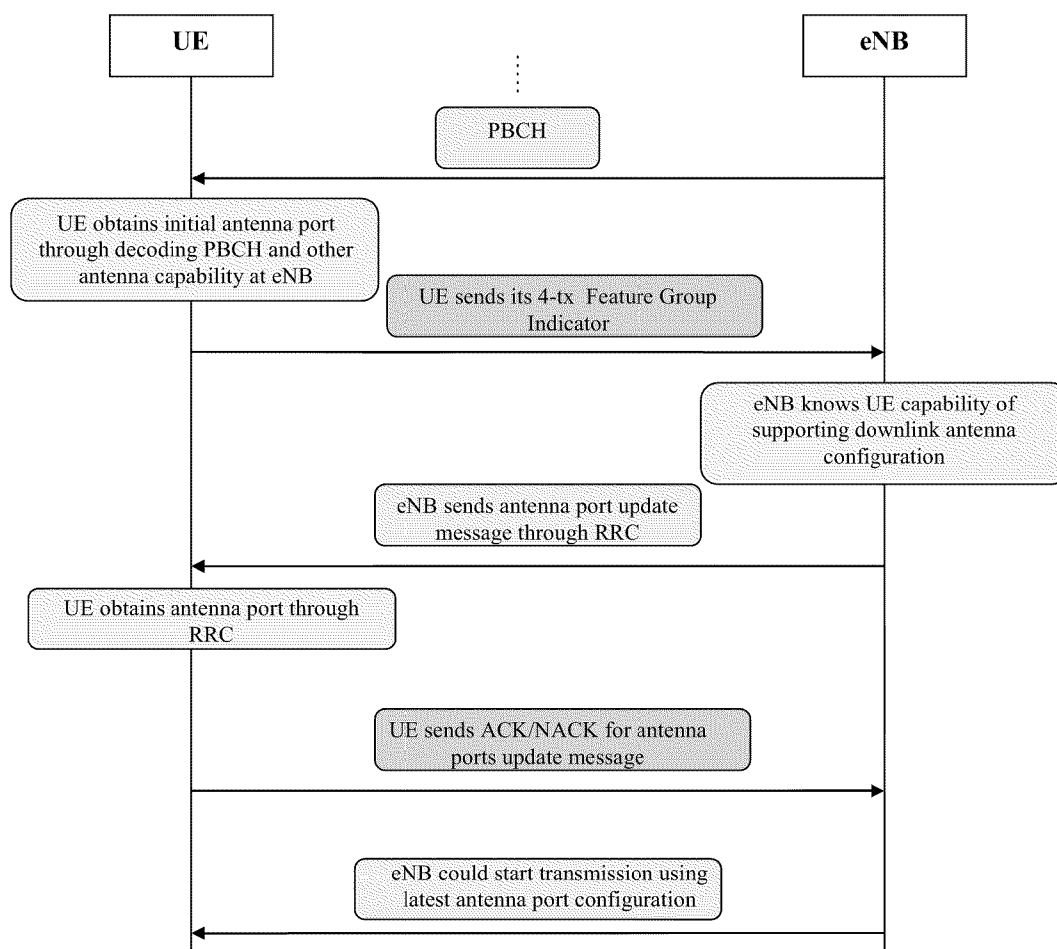 UE
eNB
PBCH
UE obtains initial antenna port
through decoding PBCH and other
antenna capability at eNB
UE sends its 4-tx Feature Group
Indicator
eNB knows UE capability of
supporting downlink antenna
configuration
eNB sends antenna port update
message through RRC
UE obtains antenna port through
RRC
UE sends ACK/NACK for antenna
ports update message
eNB could start transmission using
latest antenna port configuration